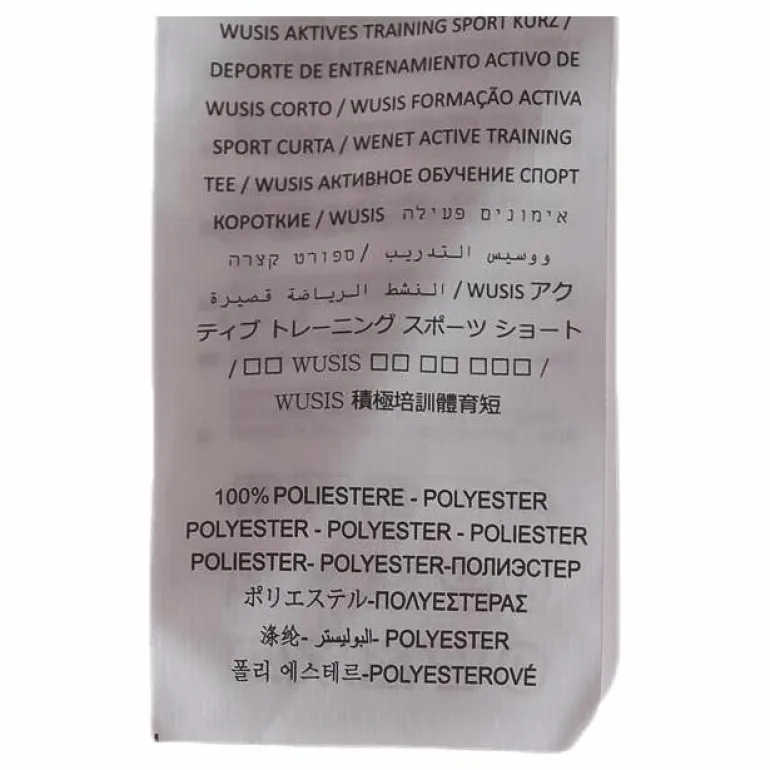 WUSIS AKTIVES TRAINING SPORT KURZ /
DEPORTE DE ENTRENAMIENTO ACTIVO DE
WUSIS CORTO / WUSIS FORMAÇÃO ACTIVA
SPORT CURTA / WENET ACTIVE TRAINING
TEE / WUSIS АКТИВНОЕ ОБУЧЕНИЕ СПОРТ
КОРОТКИЕ / WUSIS אימונים פעילה
ווסיס التدريب /ספורט קצרה
النشط الرياضة قصيرة / WUSIS アク
ティブ トレーニング スポーツ ショート
/ □□ WUSIS □□ □□ □□□ /
WUSIS 積極培訓體育短
100% POLIESTERE - POLYESTER
POLYESTER - POLYESTER - POLIESTER
POLIESTER- POLYESTER-ПОЛИЭСТЕР
ポリエステル-ΠΟΛΥΕΣΤΕΡΑΣ
涤纶- البوليستر- POLYESTER
폴리 에스테르-POLYESTEROVÉ